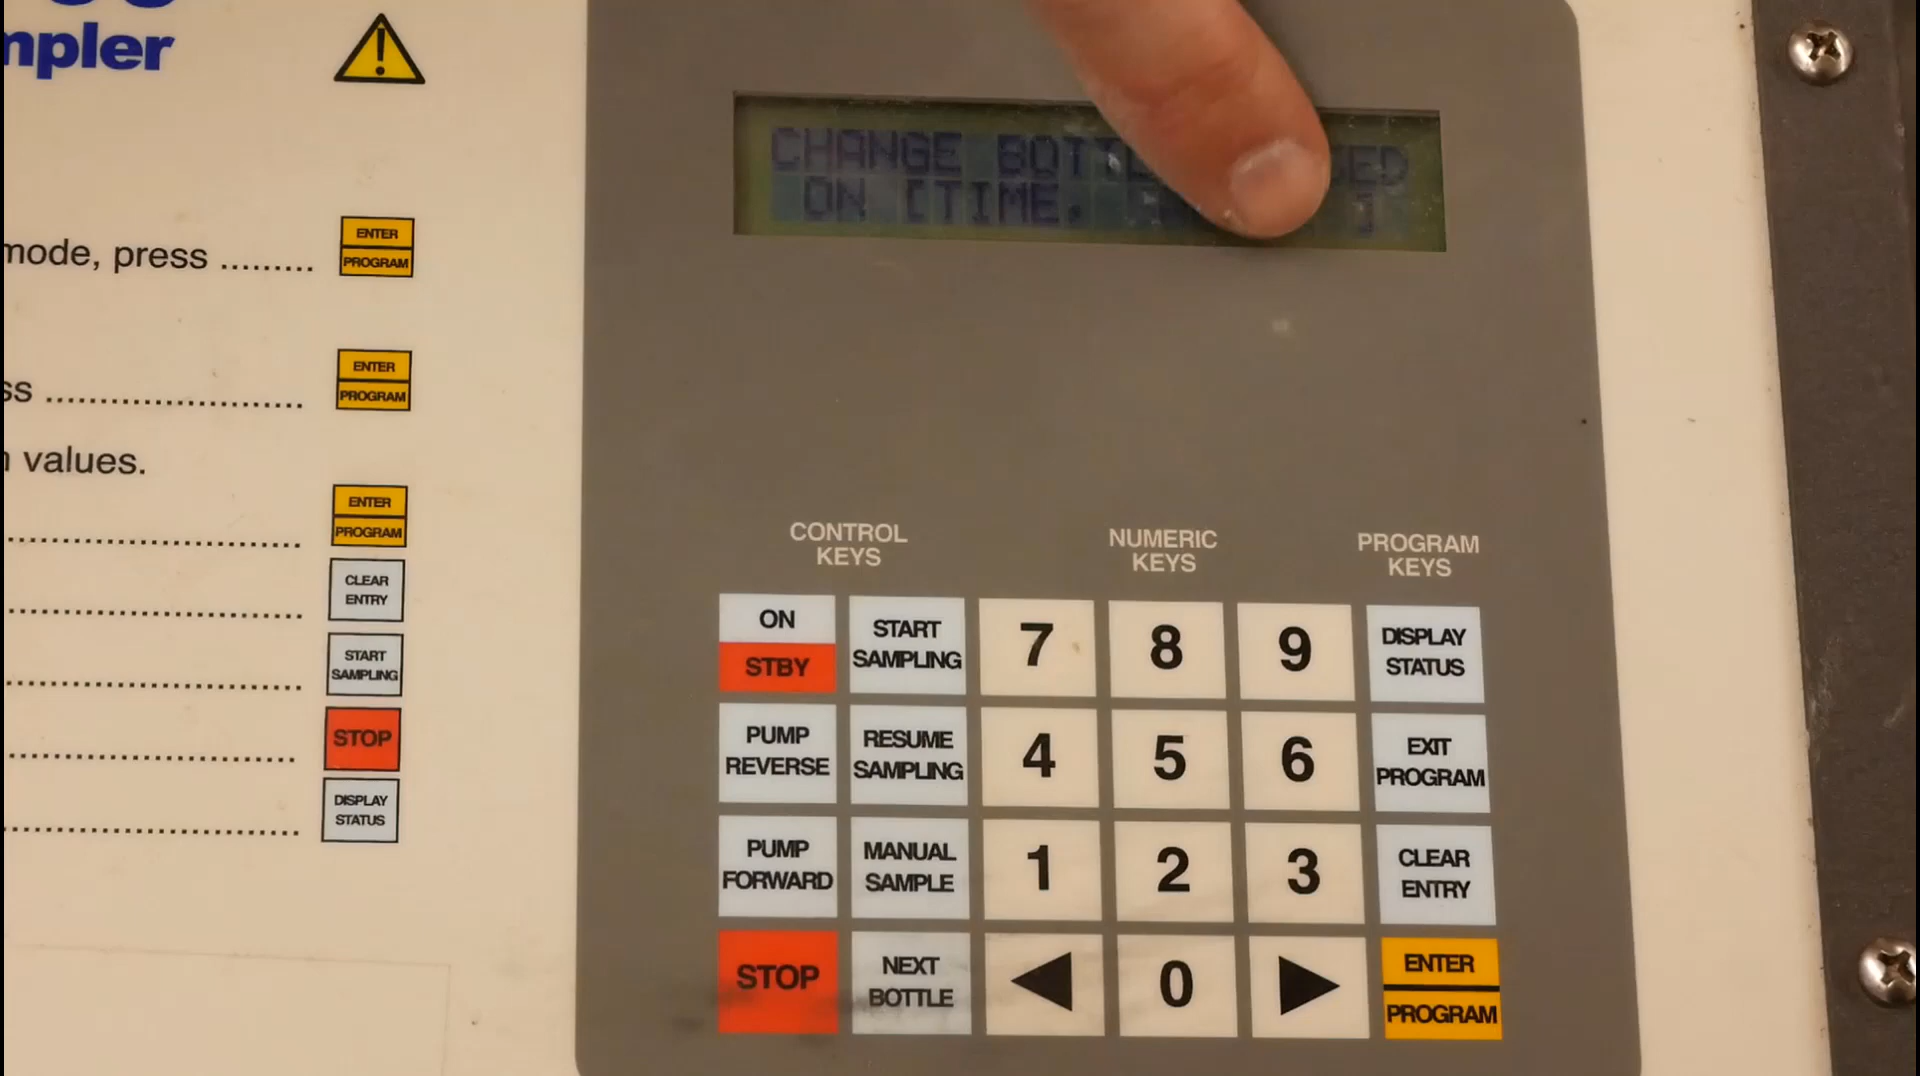 mpler
mode, press .........
ENTER
PROGRAM
ss .......................
ENTER
PROGRAM
values.
ENTER
PROGRAM
CLEAR
ENTRY
START
SAMPLING
STOP
DISPLAY
STATUS
CHANGE
ON [TIME, ]
CONTROL
KEYS
NUMERIC
KEYS
PROGRAM
KEYS
ON
STBY
START
SAMPLING
7
8
9
DISPLAY
STATUS
PUMP
REVERSE
RESUME
SAMPLING
4
5
6
EXIT
PROGRAM
PUMP
FORWARD
MANUAL
SAMPLE
1
2
3
CLEAR
ENTRY
STOP
NEXT
BOTTLE
0
ENTER
PROGRAM